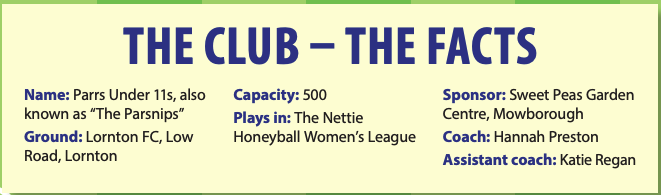 THE CLUB – THE FACTS
Name: Parrs Under 11s, also
known as “The Parsnips”
Ground: Lornton FC, Low
Road, Lornton
Capacity: 500
Plays in: The Nettie
Honeyball Women’s League
Sponsor: Sweet Peas Garden
Centre, Mowborough
Coach: Hannah Preston
Assistant coach: Katie Regan